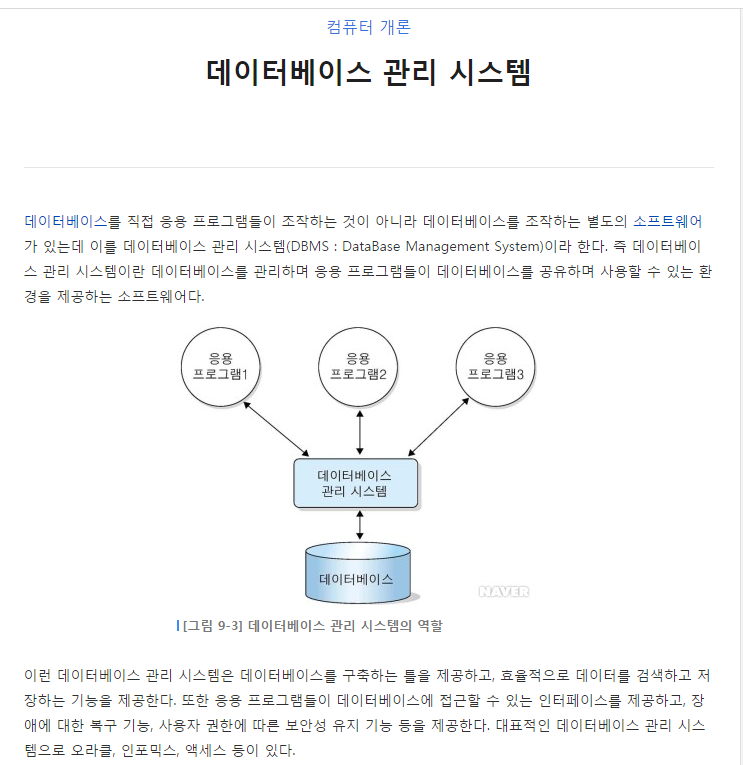 컴퓨터 개론
데이터베이스 관리 시스템
데이터베이스를 직접 응용 프로그램들이 조작하는 것이 아니라 데이터베이스를 조작하는 별도의 소프트웨어
가 있는데 이를 데이터베이스 관리 시스템(DBMS : DataBase Management System)이라 한다. 즉 데이터베이
스 관리 시스템이란 데이터베이스를 관리하며 응용 프로그램들이 데이터베이스를 공유하며 사용할 수 있는 환
경을 제공하는 소프트웨어다.
응용
프로그램1
응용
프로그램2
응용
프로그램3
데이터베이스
관리 시스템
데이터베이스
NAVER
[그림 9-3] 데이터베이스 관리 시스템의 역할
이런 데이터베이스 관리 시스템은 데이터베이스를 구축하는 틀을 제공하고, 효율적으로 데이터를 검색하고 저
장하는 기능을 제공한다. 또한 응용 프로그램들이 데이터베이스에 접근할 수 있는 인터페이스를 제공하고, 장
애에 대한 복구 기능, 사용자 권한에 따른 보안성 유지 기능 등을 제공한다. 대표적인 데이터베이스 관리 시스
템으로 오라클, 인포믹스, 액세스 등이 있다.